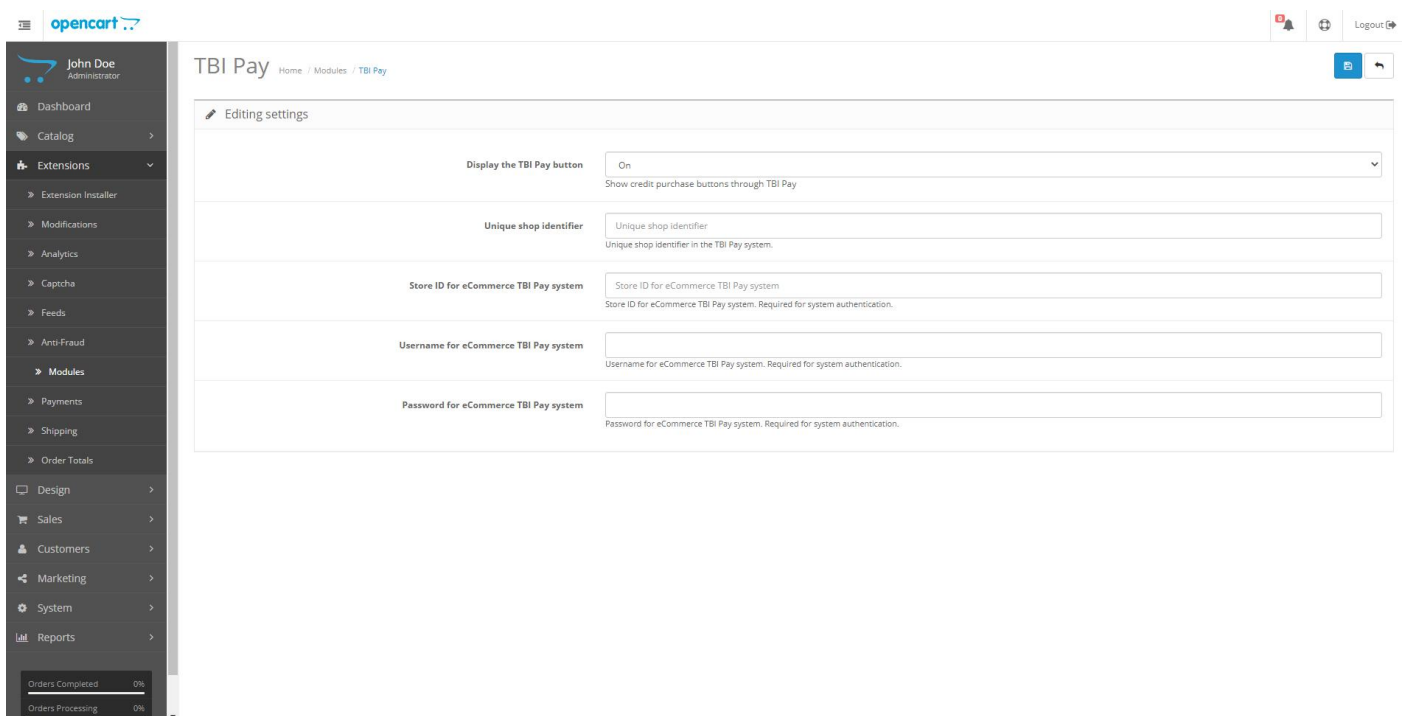 opencart
0
Logout
John Doe
Administrator
TBI Pay Home / Modules / TBI Pay
Dashboard
Catalog
Extensions
Extension Installer
Modifications
Analytics
Captcha
Feeds
Anti-Fraud
Modules
Payments
Shipping
Order Totals
Design
Sales
Customers
Marketing
System
Reports
Orders Completed 0%
Orders Processing 0%
Editing settings
Display the TBI Pay button
On
Show credit purchase buttons through TBI Pay
Unique shop identifier
Unique shop identifier
Unique shop identifier in the TBI Pay system.
Store ID for eCommerce TBI Pay system
Store ID for eCommerce TBI Pay system
Store ID for eCommerce TBI Pay system. Required for system authentication.
Username for eCommerce TBI Pay system
Username for eCommerce TBI Pay system. Required for system authentication.
Password for eCommerce TBI Pay system
Password for eCommerce TBI Pay system. Required for system authentication.